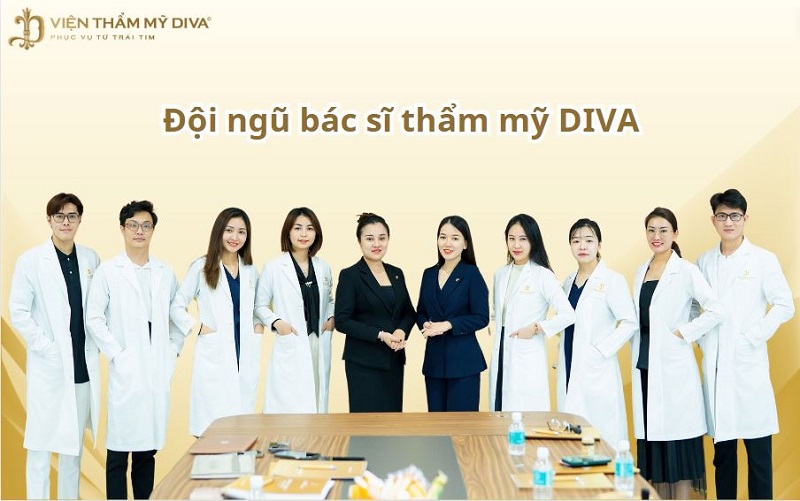 VIỆN THẨM MỸ DIVA®
PHỤC VỤ TỪ TRÁI TIM
Đội ngũ bác sĩ thẩm mỹ DIVA